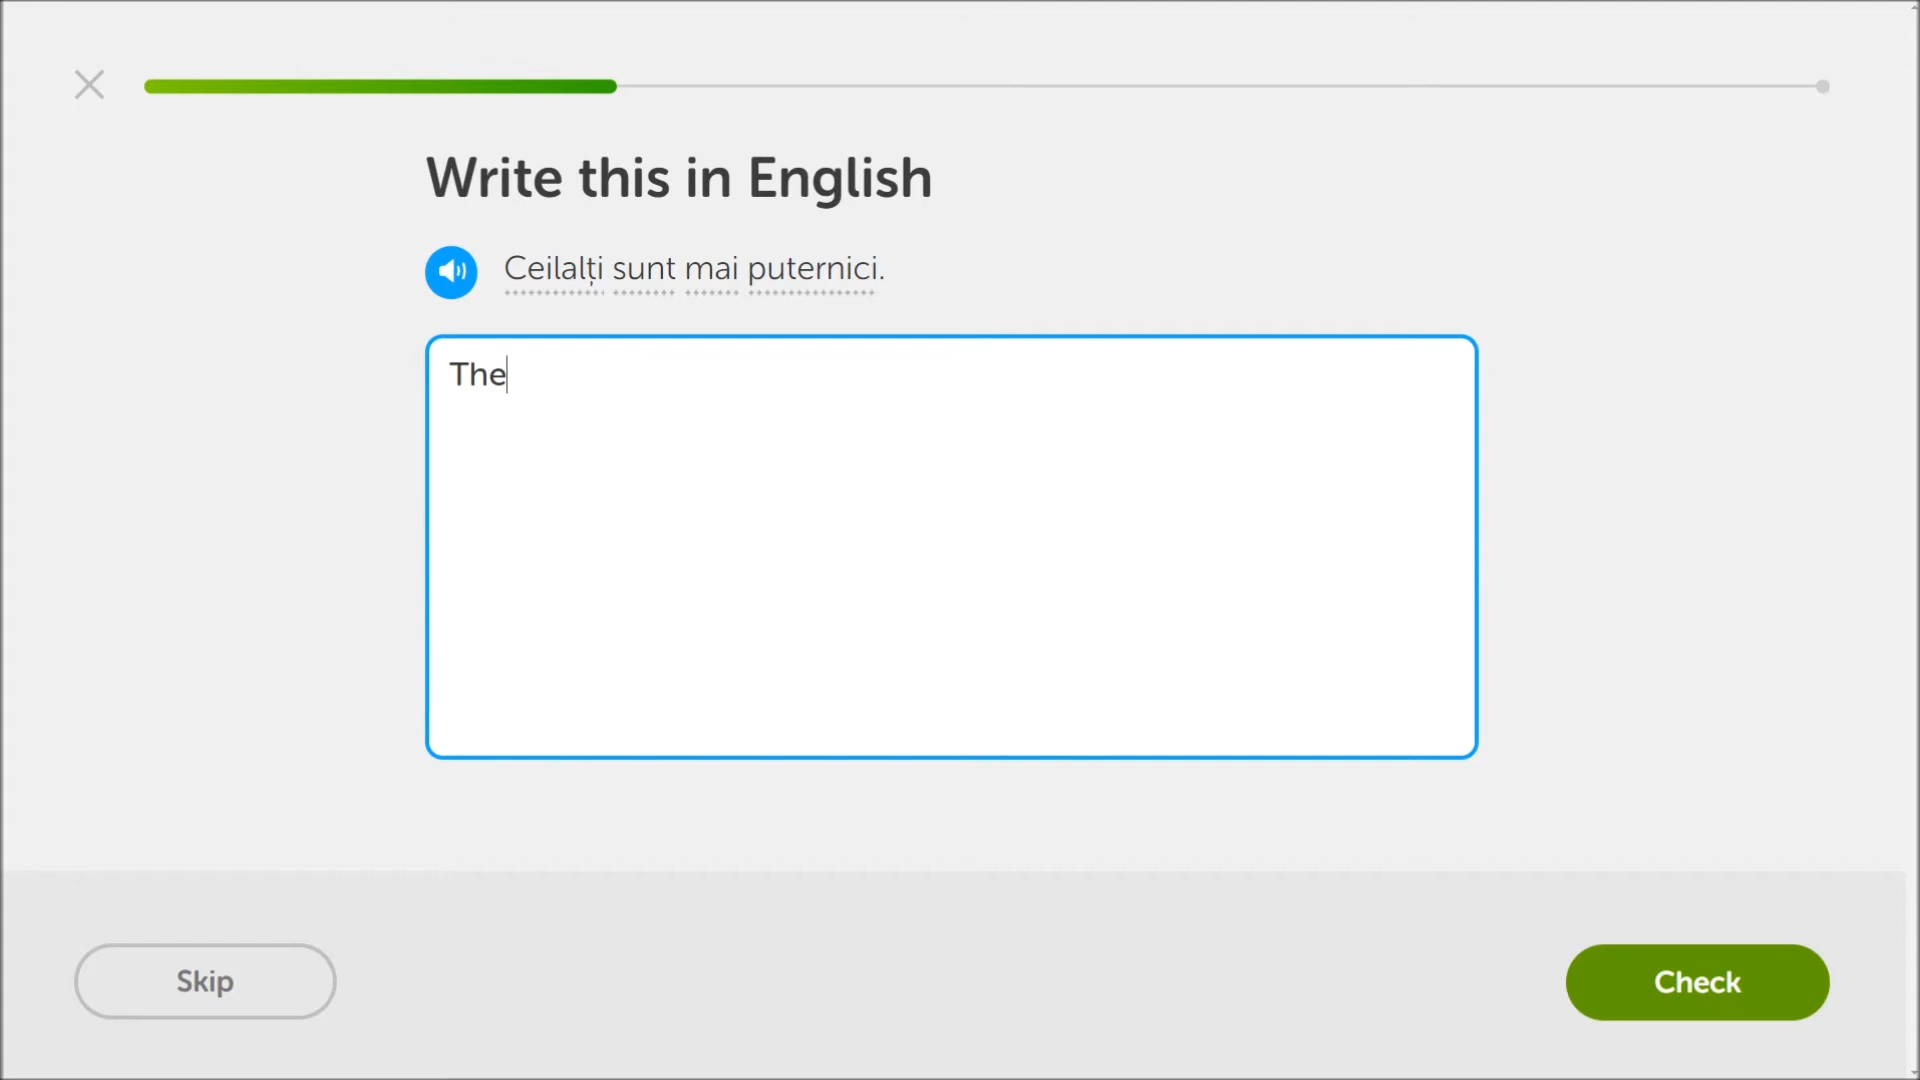 Write this in English
Ceilalți sunt mai puternici.
The
Skip
Check